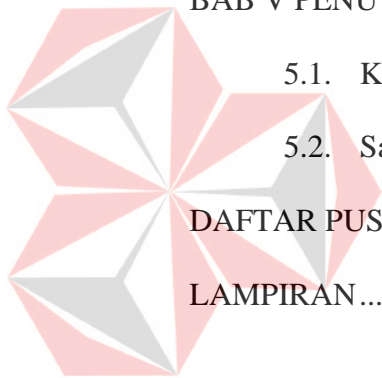 BAB V PENU
5.1. K
5.2. Sa
DAFTAR PUS
LAMPIRAN...